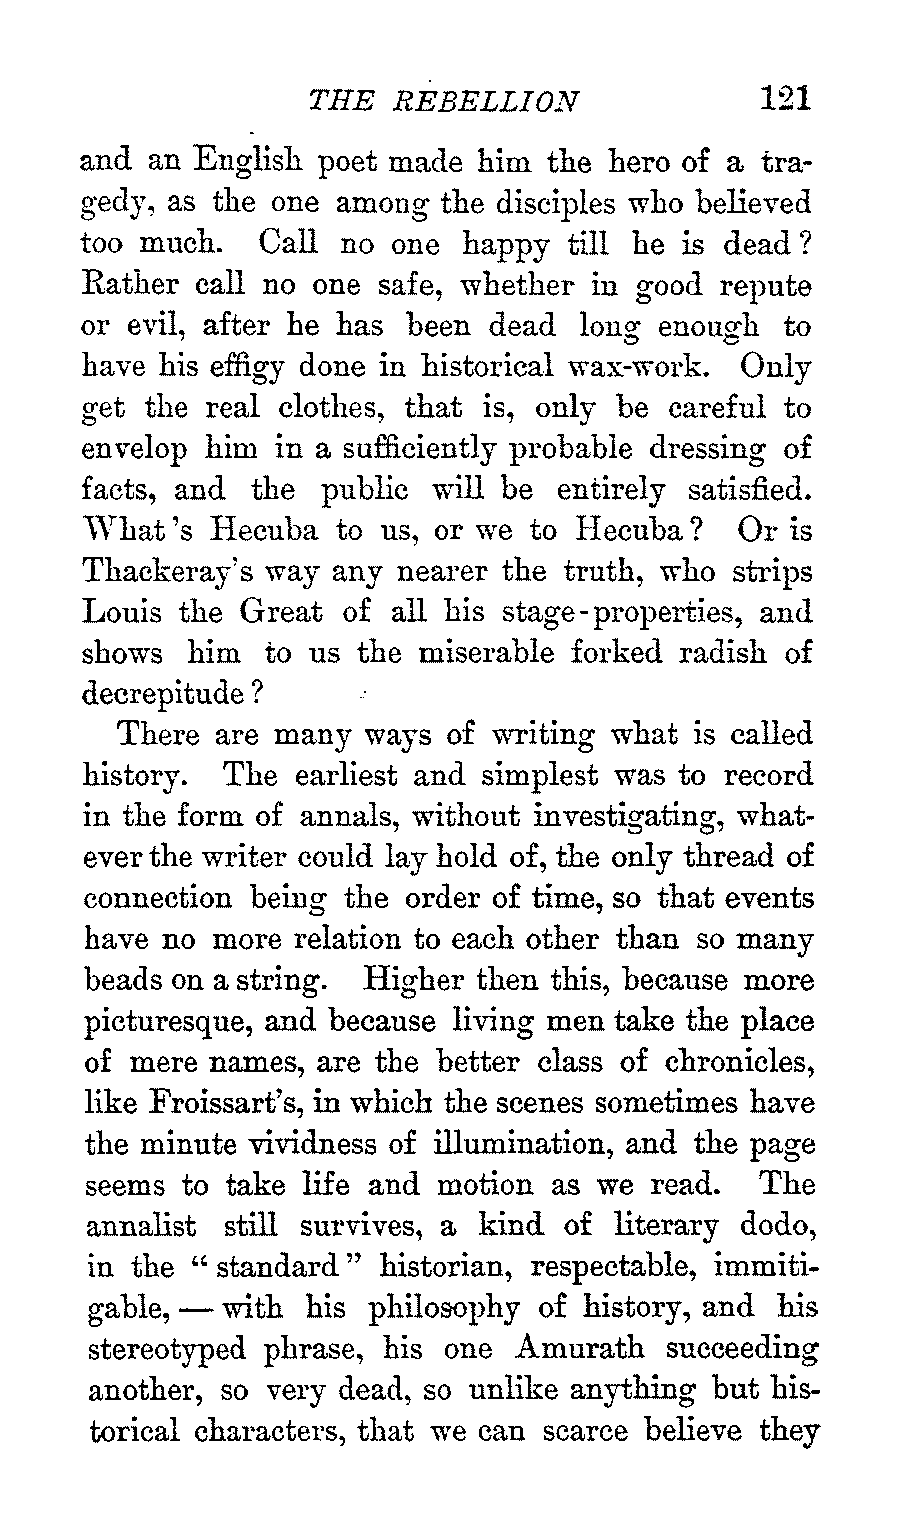 THE REBELLION 121
and an English poet made him the hero of a tra-
gedy, as the one among the disciples who believed
too much. Call no one happy till he is dead?
Rather call no one safe, whether in good repute
or evil, after he has been dead long enough to
have his effigy done in historical wax-work. Only
get the real clothes, that is, only be careful to
envelop him in a sufficiently probable dressing of
facts, and the public will be entirely satisfied.
What's Hecuba to us, or we to Hecuba? Or is
Thackeray's way any nearer the truth, who strips
Louis the Great of all his stage-properties, and
shows him to us the miserable forked radish of
decrepitude?
There are many ways of writing what is called
history. The earliest and simplest was to record
in the form of annals, without investigating, what-
ever the writer could lay hold of, the only thread of
connection being the order of time, so that events
have no more relation to each other than so many
beads on a string. Higher then this, because more
picturesque, and because living men take the place
of mere names, are the better class of chronicles,
like Froissart's, in which the scenes sometimes have
the minute vividness of illumination, and the page
seems to take life and motion as we read. The
annalist still survives, a kind of literary dodo,
in the "standard" historian, respectable, immiti-
gable, — with his philosophy of history, and his
stereotyped phrase, his one Amurath succeeding
another, so very dead, so unlike anything but his-
torical characters, that we can scarce believe they